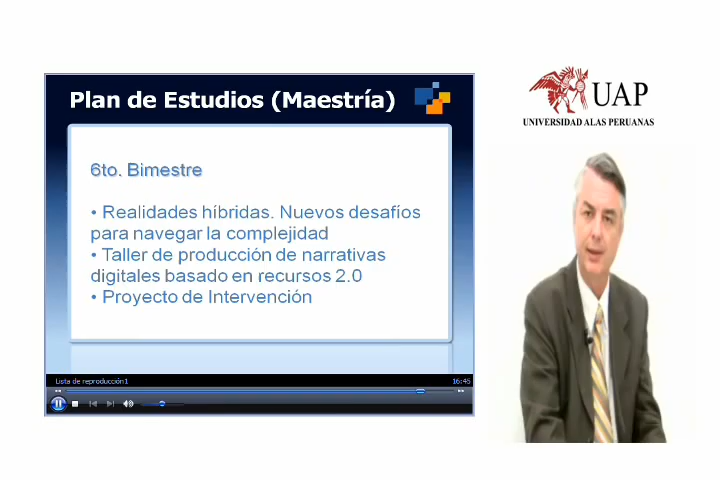 Plan de Estudios (Maestría)
6to. Bimestre
• Realidades híbridas. Nuevos desafíos
para navegar la complejidad
• Taller de producción de narrativas
digitales basado en recursos 2.0
• Proyecto de Intervención
Lista de reproducción1
16:45
UAP
UNIVERSIDAD ALAS PERUANAS